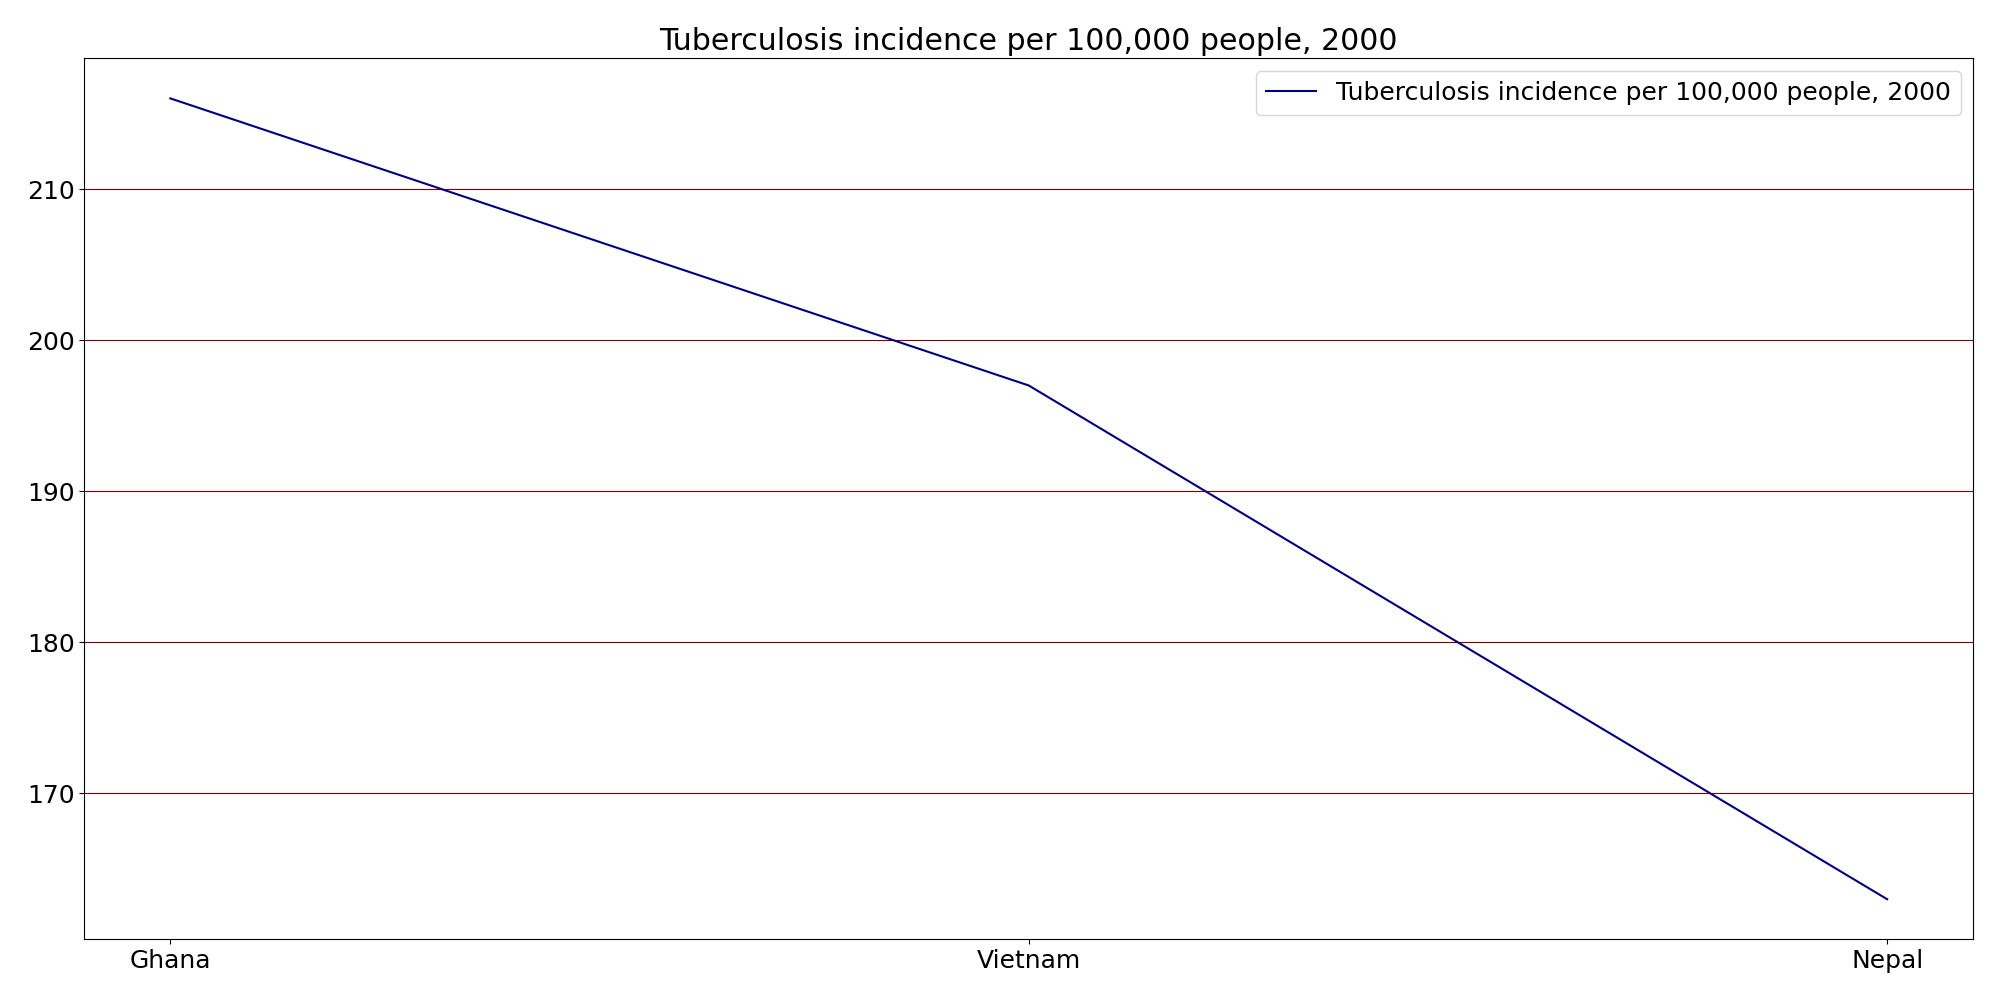 Tuberculosis incidence per 100,000 people, 2000
Tuberculosis incidence per 100,000 people, 2000
210
200
190
180
170
Ghana Vietnam Nepal